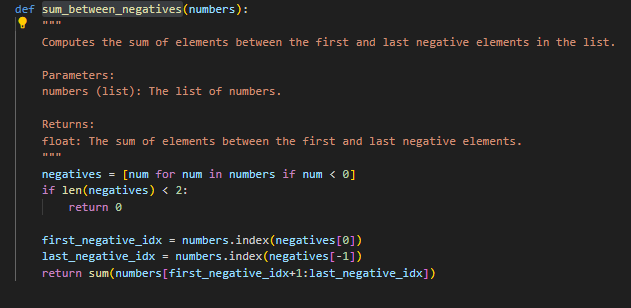 def sum_between_negatives(numbers):
"""
Computes the sum of elements between the first and last negative elements in the list.
Parameters:
numbers (list): The list of numbers.
Returns:
float: The sum of elements between the first and last negative elements.
"""
negatives = [num for num in numbers if num < 0]
if len(negatives) < 2:
return 0
first_negative_idx = numbers.index(negatives[0])
last_negative_idx = numbers.index(negatives[-1])
return sum(numbers[first_negative_idx+1:last_negative_idx])